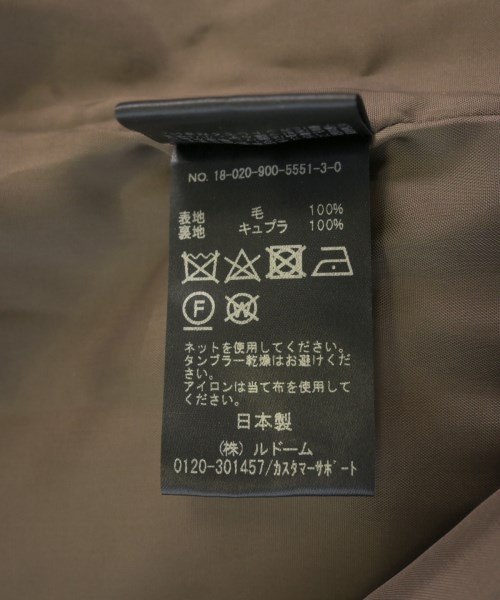 NO. 18-020-900-5551-3-0
表地 毛 100%
裏地 キュプラ 100%
F W
ネットを使用してください。
タンブラー乾燥はお避けくだ
さい。
アイロンは当て布を使用して
ください。
日本製
(株) ルドーム
0120-301457/カスタマーサポート